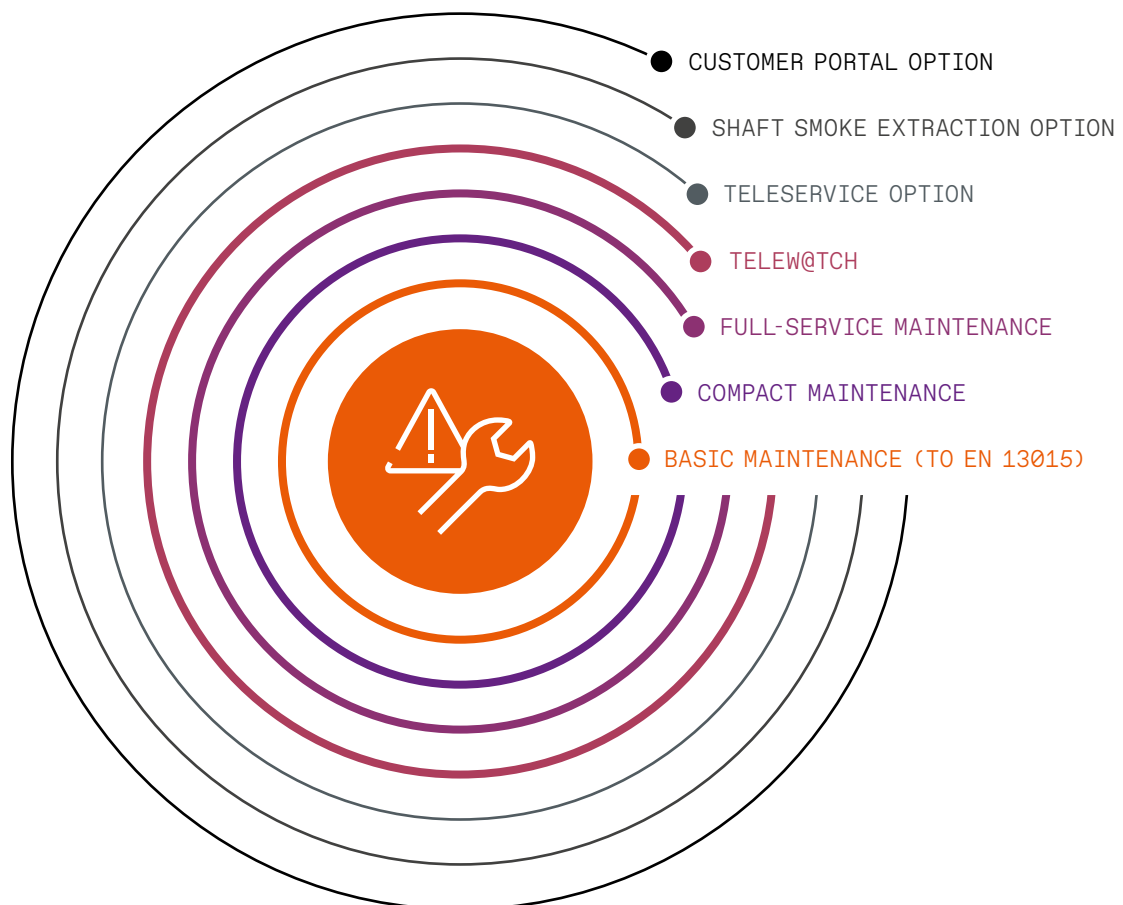 CUSTOMER PORTAL OPTION
SHAFT SMOKE EXTRACTION OPTION
TELESERVICE OPTION
TELEW@TCH
FULL-SERVICE MAINTENANCE
COMPACT MAINTENANCE
BASIC MAINTENANCE (TO EN 13015)